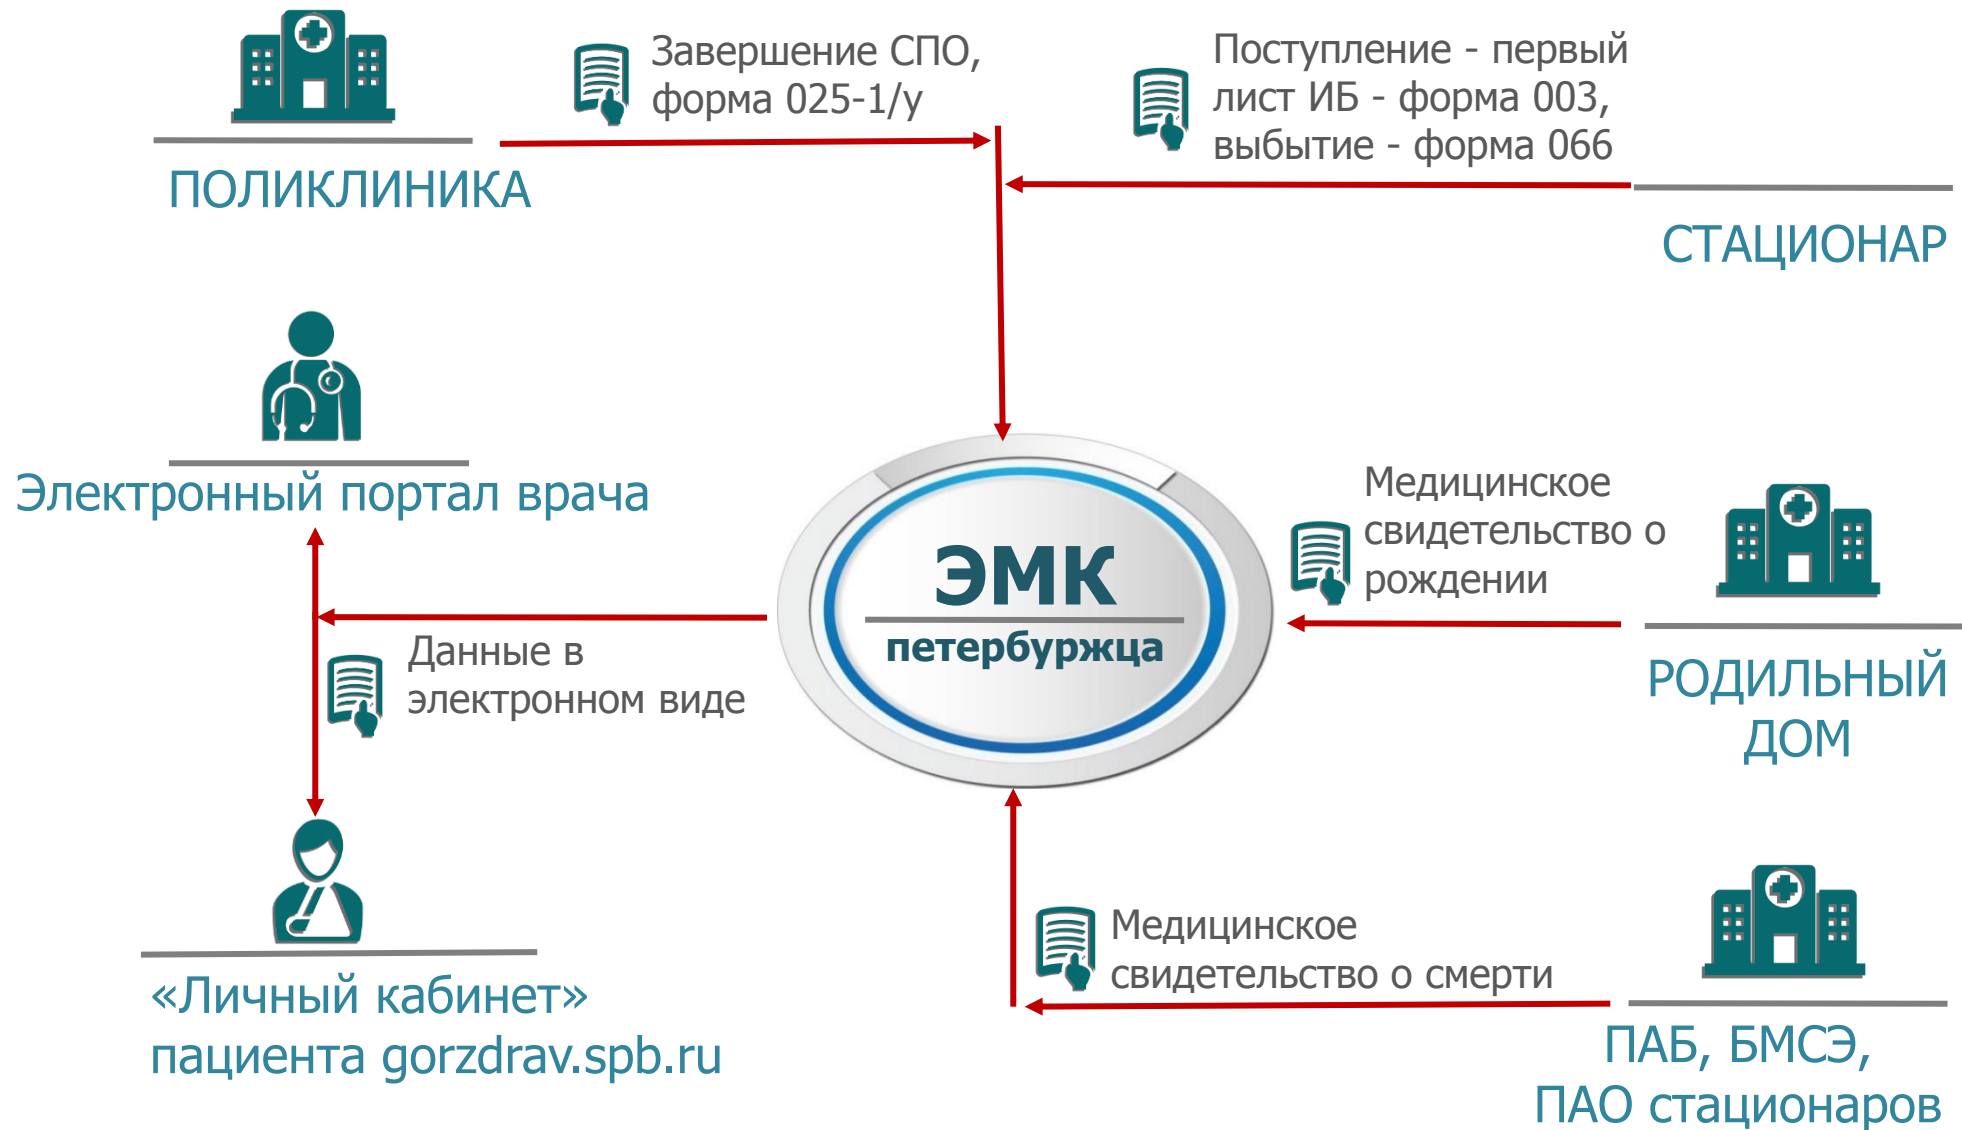 Завершение СПО,
форма 025-1/у
Поступление - первый
лист ИБ - форма 003,
выбытие - форма 066
ПОЛИКЛИНИКА
СТАЦИОНАР
Электронный портал врача
ЭМК
петербуржца
Медицинское
свидетельство о
рождении
Данные в
электронном виде
РОДИЛЬНЫЙ
ДОМ
Медицинское
свидетельство о смерти
«Личный кабинет»
пациента gorzdrav.spb.ru
ПАБ, БМСЭ,
ПАО стационаров